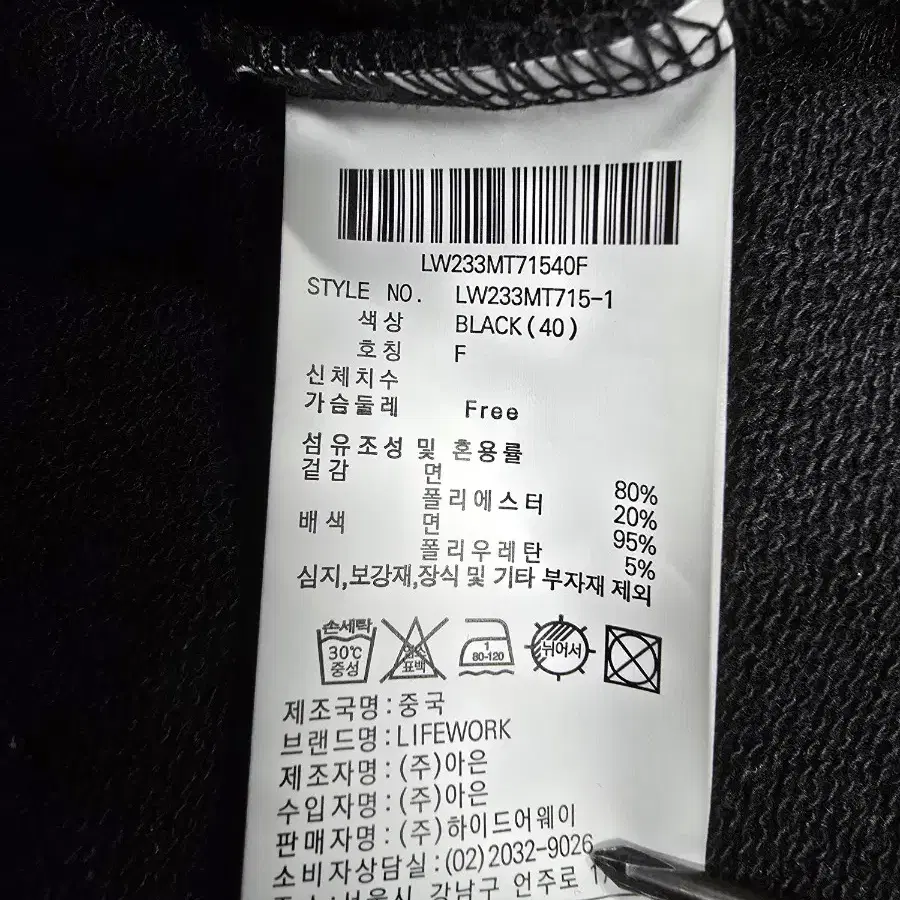 LW233MT71540F
STYLE NO. LW233MT715-1
색상 BLACK(40)
호칭 F
신체치수
가슴둘레 Free
섬유조성 및 혼용률
겉감 면 80%
폴리에스터 20%
배색 면 95%
폴리우레탄 5%
심지,보강재,장식 및 기타 부자재 제외
손세탁 30℃ 중성
표백
1 80-120
뉘어서
제조국명:중국
브랜드명:LIFEWORK
제조자명:(주)아은
수입자명:(주)아은
판매자명:(주)하이드어웨이
소비자상담실:(02)2032-9026
강남구 언주로